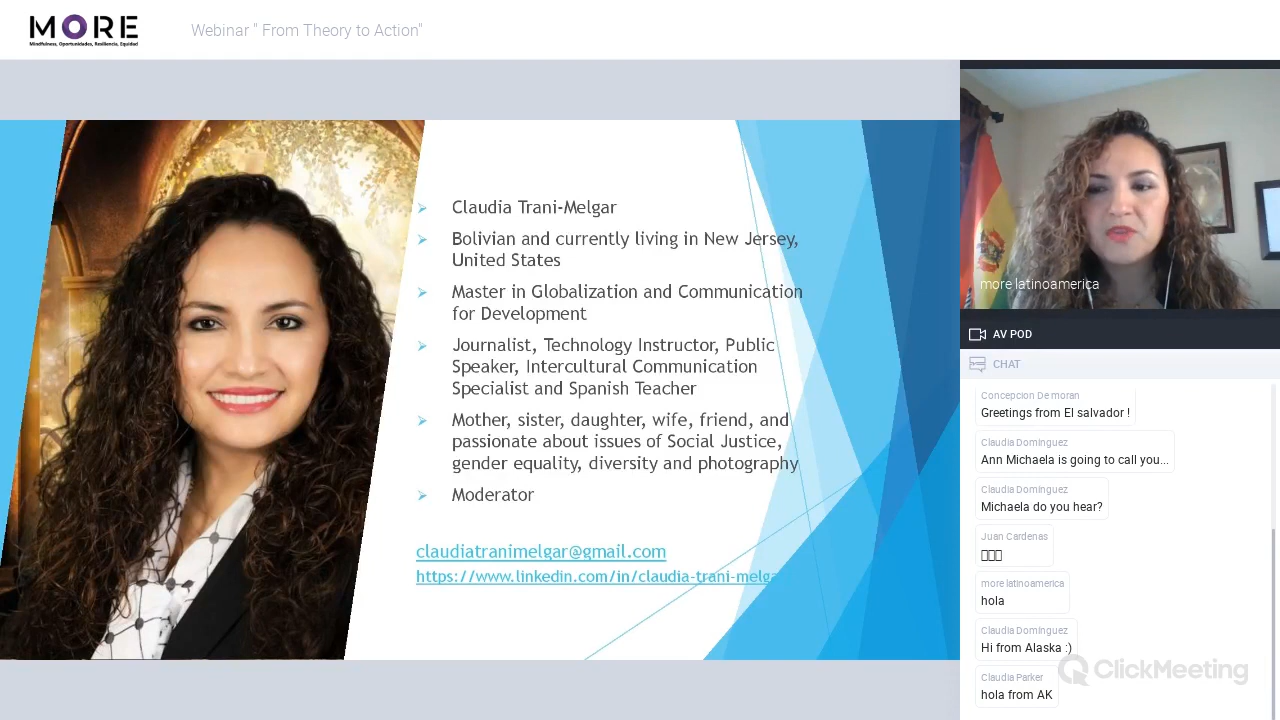 MORE
Mindfulness, Oportunidades, Resiliencia, Equidad
Webinar " From Theory to Action"
Claudia Trani-Melgar
Bolivian and currently living in New Jersey,
United States
Master in Globalization and Communication
for Development
Journalist, Technology Instructor, Public
Speaker, Intercultural Communication
Specialist and Spanish Teacher
Mother, sister, daughter, wife, friend, and
passionate about issues of Social Justice,
gender equality, diversity and photography
Moderator
claudiatranimelgar@gmail.com
https://www.linkedin.com/in/claudia-trani-melga
more latinoamerica
AV POD
CHAT
Concepcion De moran
Greetings from El salvador !
Claudia Domínguez
Ann Michaela is going to call you...
Claudia Domínguez
Michaela do you hear?
Juan Cardenas
more latinoamerica
hola
Claudia Domínguez
Hi from Alaska :)
Claudia Parker
hola from AK
ClickMeeting